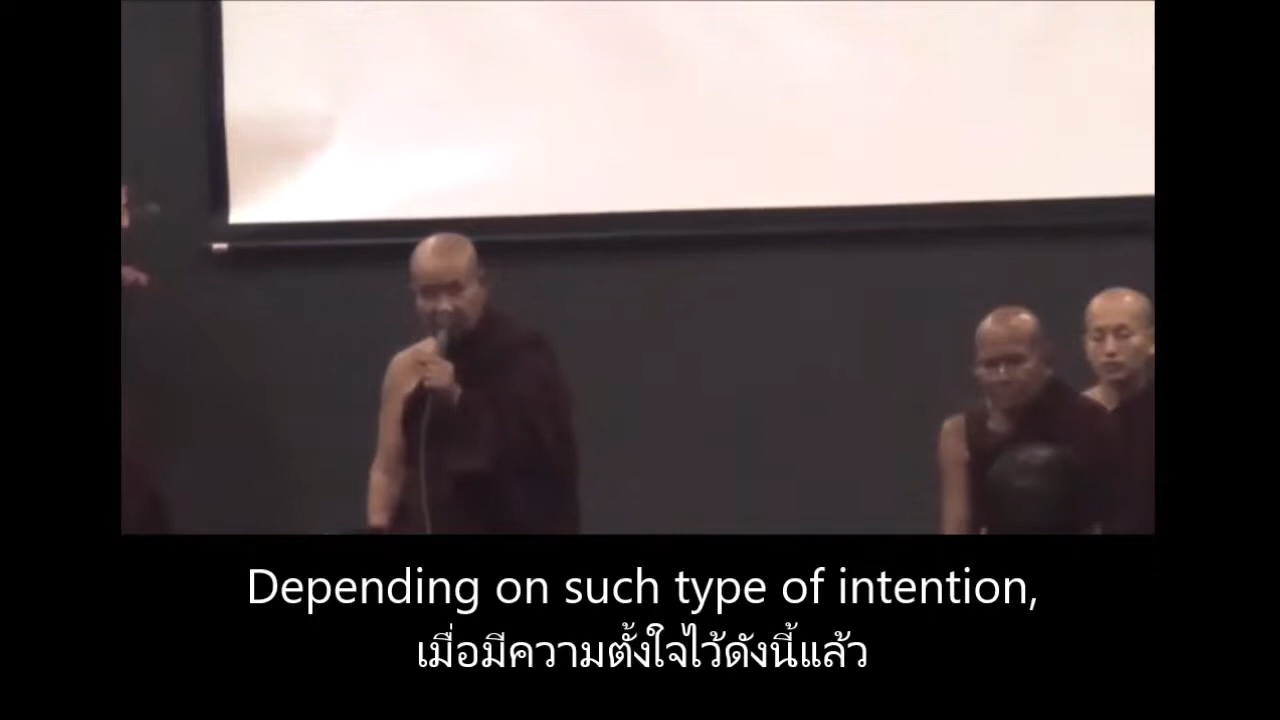 Depending on such type of intention,
เมื่อมีความตั้งใจไว้ดังนี้แล้ว